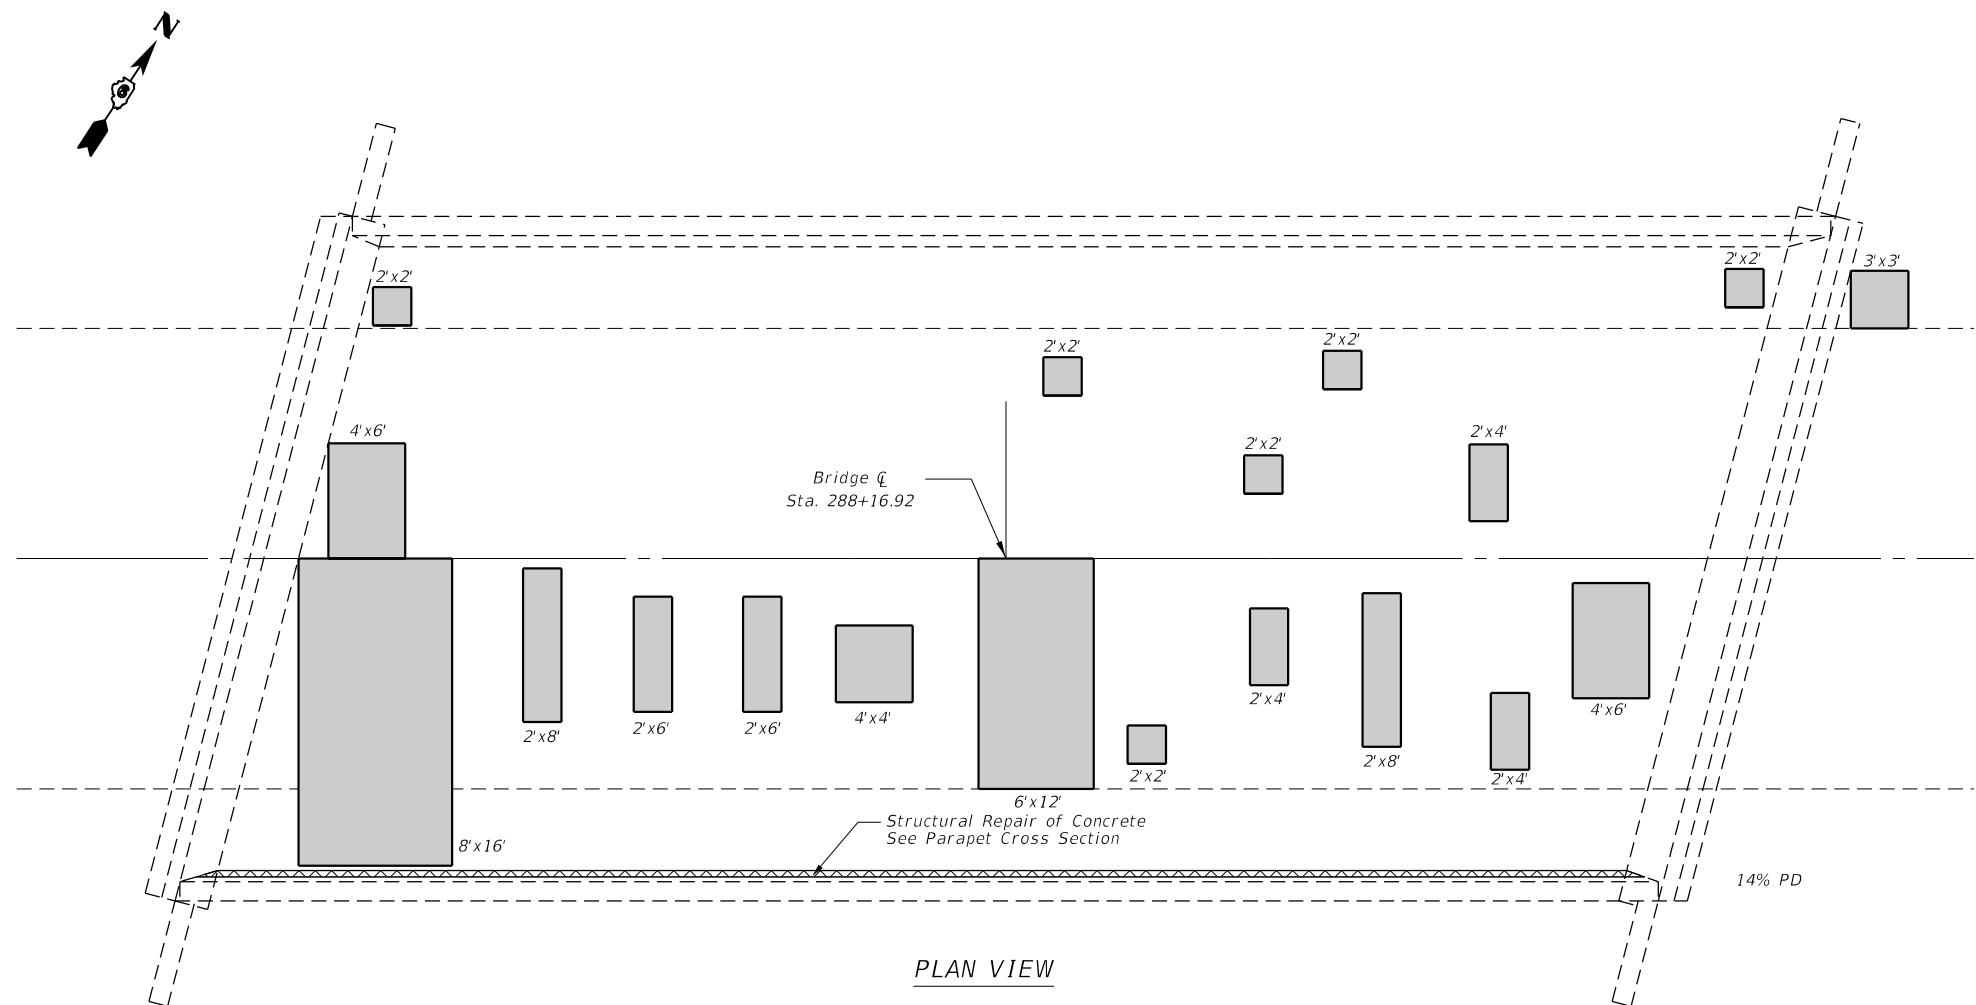 N
6
2'x2'
2'x2'
3'x3'
2'x2'
2'x2'
4'x6'
2'x2'
2'x4'
Bridge ℄
Sta. 288+16.92
2'x8'
2'x6'
2'x6'
4'x4'
2'x4'
4'x6'
2'x8'
2'x2'
2'x4'
6'x12'
Structural Repair of Concrete
See Parapet Cross Section
8'x16'
14% PD
PLAN VIEW